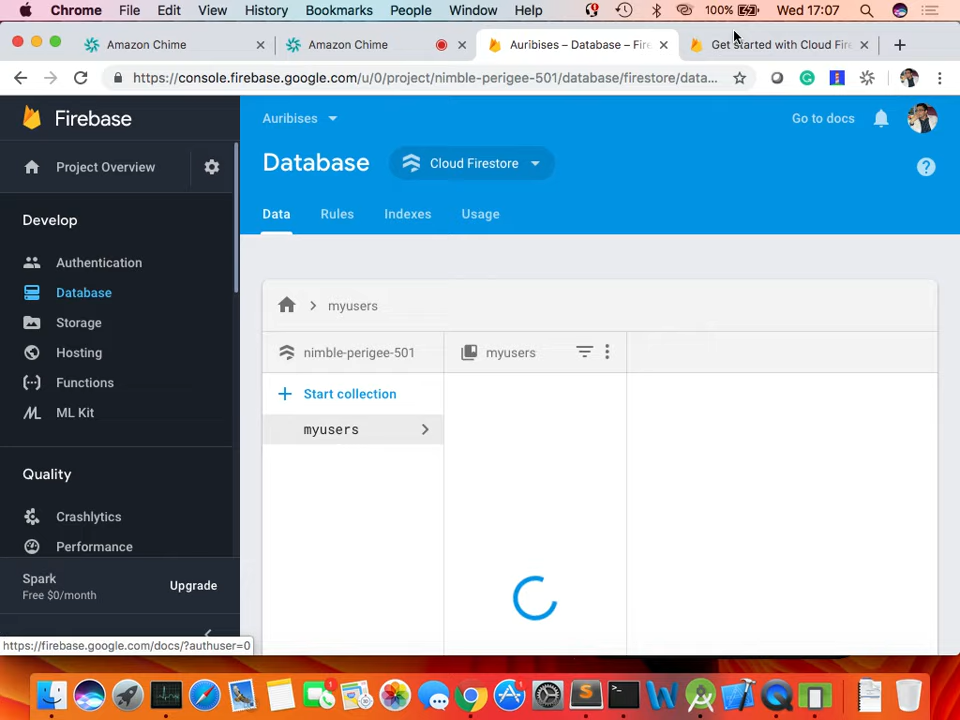 Chrome File Edit View History Bookmarks People Window Help 100% Wed 17:07
Amazon Chime Amazon Chime Auribises – Database – Fire Get started with Cloud Fire
https://console.firebase.google.com/u/0/project/nimble-perigee-501/database/firestore/data...
Firebase
Auribises
Go to docs
Project Overview
Database
Cloud Firestore
Develop
Data Rules Indexes Usage
Authentication
Database
Storage
Hosting
Functions
ML Kit
myusers
nimble-perigee-501
myusers
Start collection
myusers
Quality
Crashlytics
Performance
Spark
Free $0/month
Upgrade
https://firebase.google.com/docs/?authuser=0